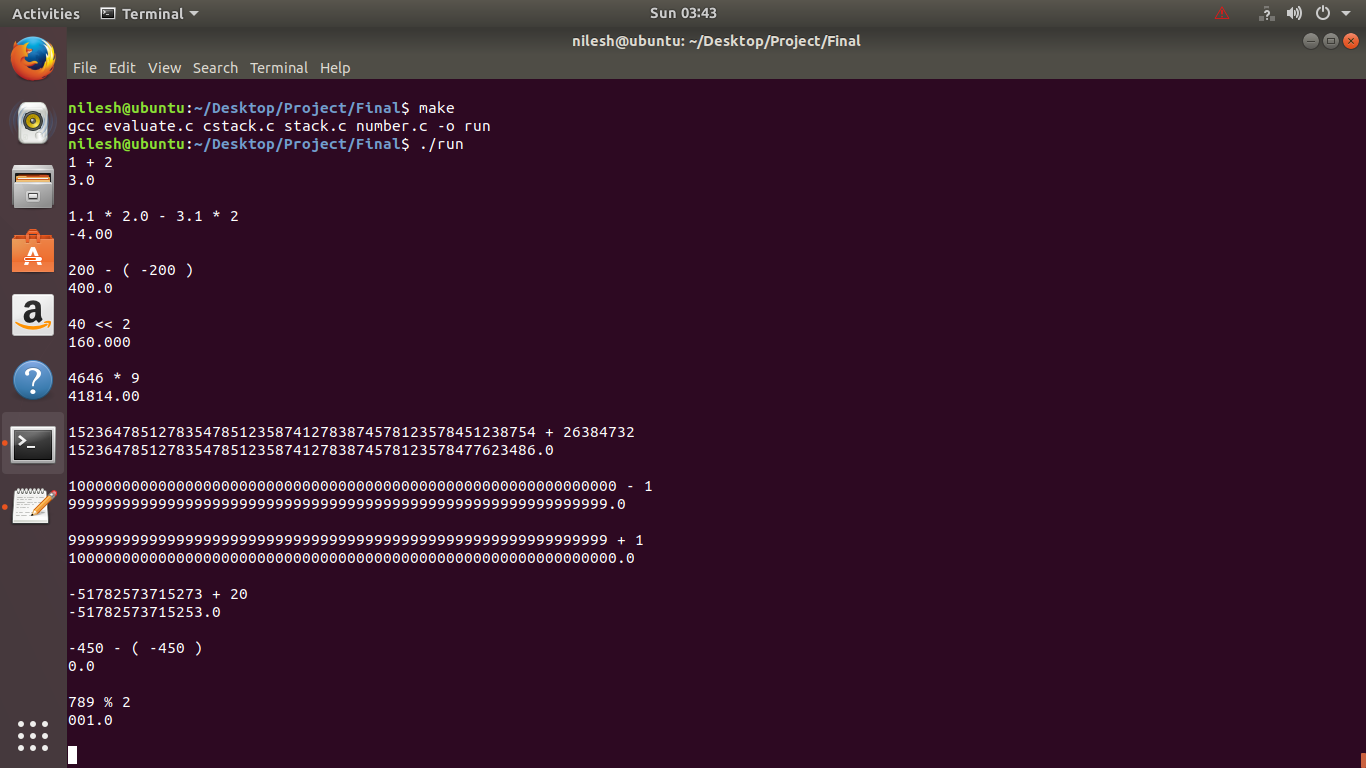 Activities Terminal Sun 03:43
nilesh@ubuntu: ~/Desktop/Project/Final
File Edit View Search Terminal Help
nilesh@ubuntu:~/Desktop/Project/Final$ make
gcc evaluate.c cstack.c stack.c number.c -o run
nilesh@ubuntu:~/Desktop/Project/Final$ ./run
1 + 2
3.0
1.1 * 2.0 - 3.1 * 2
-4.00
200 - ( -200 )
400.0
40 << 2
160.000
4646 * 9
41814.00
1523647851278354785123587412783874578123578451238754 + 26384732
1523647851278354785123587412783874578123578477623486.0
1000000000000000000000000000000000000000000000000000000000000 - 1
999999999999999999999999999999999999999999999999999999999999.0
999999999999999999999999999999999999999999999999999999999999 + 1
1000000000000000000000000000000000000000000000000000000000000.0
-51782573715273 + 20
-51782573715253.0
-450 - ( -450 )
0.0
789 % 2
001.0